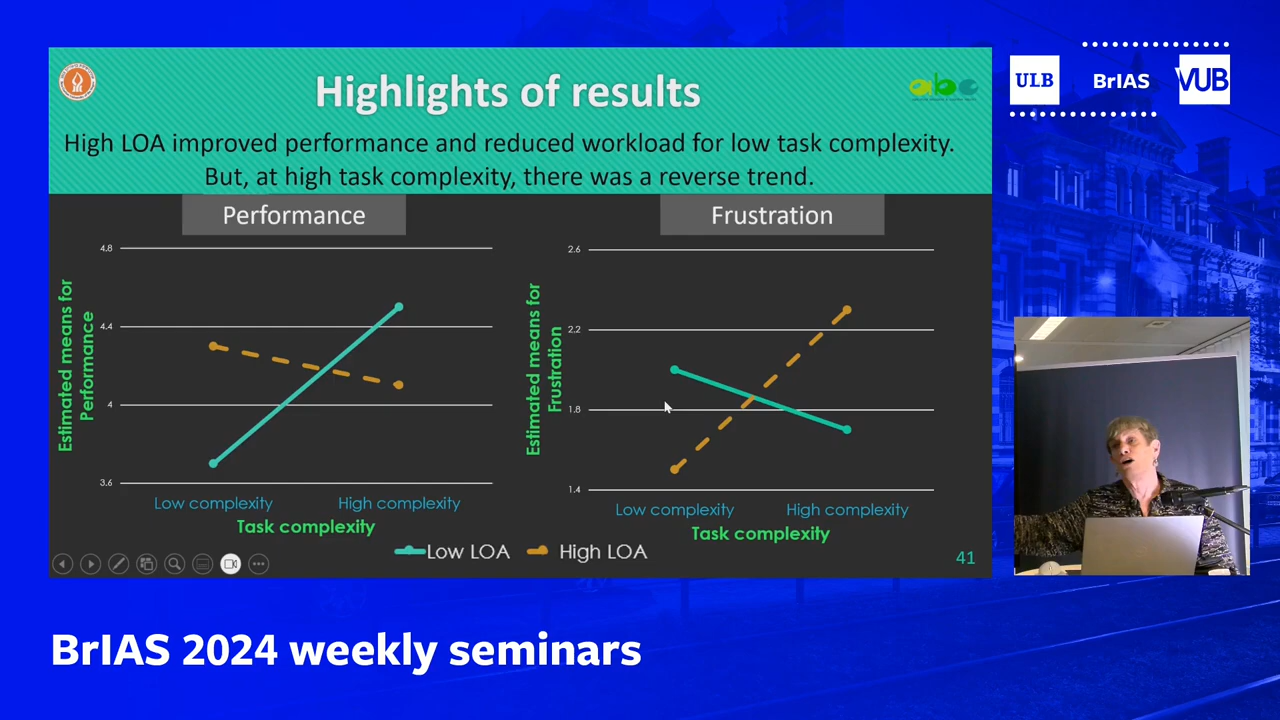 Highlights of results
High LOA improved performance and reduced workload for low task complexity.
But, at high task complexity, there was a reverse trend.
Performance
4.8
4.4
4
3.6
Estimated means for
Performance
Low complexity
High complexity
Task complexity
Frustration
2.6
2.2
1.8
1.4
Estimated means for
Frustration
Low complexity
High complexity
Task complexity
Low LOA
High LOA
41
abc
ULB
BrIAS
VUB
BrIAS 2024 weekly seminars